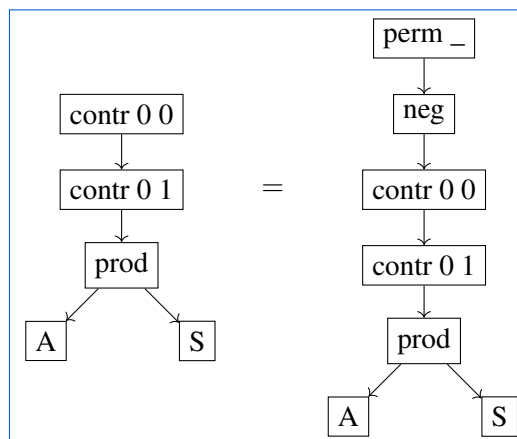 contr 0 0
contr 0 1
prod
A S
=
perm _
neg
contr 0 0
contr 0 1
prod
A S